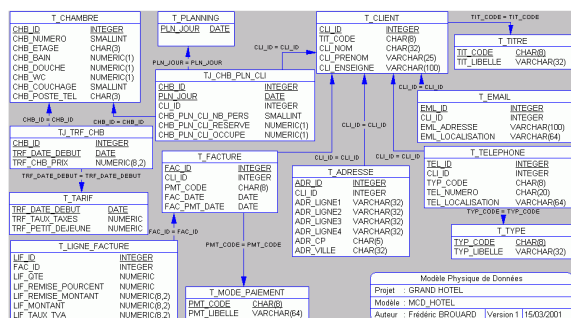 T_CHAMBRE
CHB_ID INTEGER
CHB_NUMERO SMALLINT
CHB_ETAGE CHAR(3)
CHB_BAIN NUMERIC(1)
CHB_DOUCHE NUMERIC(1)
CHB_WC NUMERIC(1)
CHB_COUCHAGE SMALLINT
CHB_POSTE_TEL CHAR(3)
T_PLANNING
PLN_JOUR DATE
PLN_JOUR = PLN_JOUR
CLI_ID = CLI_ID
T_CLIENT
CLI_ID INTEGER
TIT_CODE CHAR(8)
CLI_NOM CHAR(32)
CLI_PRENOM VARCHAR(25)
CLI_ENSEIGNE VARCHAR(100)
TIT_CODE = TIT_CODE
T_TITRE
TIT_CODE CHAR(8)
TIT_LIBELLE VARCHAR(32)
TJ_CHB_PLN_CLI
CHB_ID INTEGER
PLN_JOUR DATE
CLI_ID INTEGER
CHB_PLN_CLI_NB_PERS SMALLINT
CHB_PLN_CLI_RESERVE NUMERIC(1)
CHB_PLN_CLI_OCCUPE NUMERIC(1)
CLI_ID = CLI_ID
T_EMAIL
EML_ID INTEGER
CLI_ID INTEGER
EML_ADRESSE VARCHAR(100)
EML_LOCALISATION VARCHAR(64)
CHB_ID = CHB_ID
CHB_ID = CHB_ID
CLI_ID = CLI_ID
TJ_TRF_CHB
CHB_ID INTEGER
TRF_DATE_DEBUT DATE
TRF_CHB_PRIX NUMERIC(8,2)
TRF_DATE_DEBUT = TRF_DATE_DEBUT
T_FACTURE
FAC_ID INTEGER
CLI_ID INTEGER
PMT_CODE CHAR(8)
FAC_DATE DATE
FAC_PMT_DATE DATE
CLI_ID = CLI_ID
CLI_ID = CLI_ID
T_ADRESSE
ADR_ID INTEGER
CLI_ID INTEGER
ADR_LIGNE1 VARCHAR(32)
ADR_LIGNE2 VARCHAR(32)
ADR_LIGNE3 VARCHAR(32)
ADR_LIGNE4 VARCHAR(32)
ADR_CP CHAR(5)
ADR_VILLE CHAR(32)
T_TELEPHONE
TEL_ID INTEGER
CLI_ID INTEGER
TYP_CODE CHAR(8)
TEL_NUMERO CHAR(20)
TEL_LOCALISATION VARCHAR(64)
TYP_CODE = TYP_CODE
T_TYPE
TYP_CODE CHAR(8)
TYP_LIBELLE VARCHAR(32)
T_TARIF
TRF_DATE_DEBUT DATE
TRF_TAUX_TAXES NUMERIC
TRF_PETIT_DEJEUNE NUMERIC
FAC_ID = FAC_ID
PMT_CODE = PMT_CODE
T_LIGNE_FACTURE
LIF_ID INTEGER
FAC_ID INTEGER
LIF_QTE NUMERIC
LIF_REMISE_POURCENT NUMERIC
LIF_REMISE_MONTANT NUMERIC(8,2)
LIF_MONTANT NUMERIC(8,2)
LIF_TAUX_TVA NUMERIC(8,2)
T_MODE_PAIEMENT
PMT_CODE CHAR(8)
PMT_LIBELLE VARCHAR(64)
Modèle Physique de Données
Projet : GRAND HOTEL
Modèle : MCD_HOTEL
Auteur : Frédéric BROUARD Version 1 15/03/2001